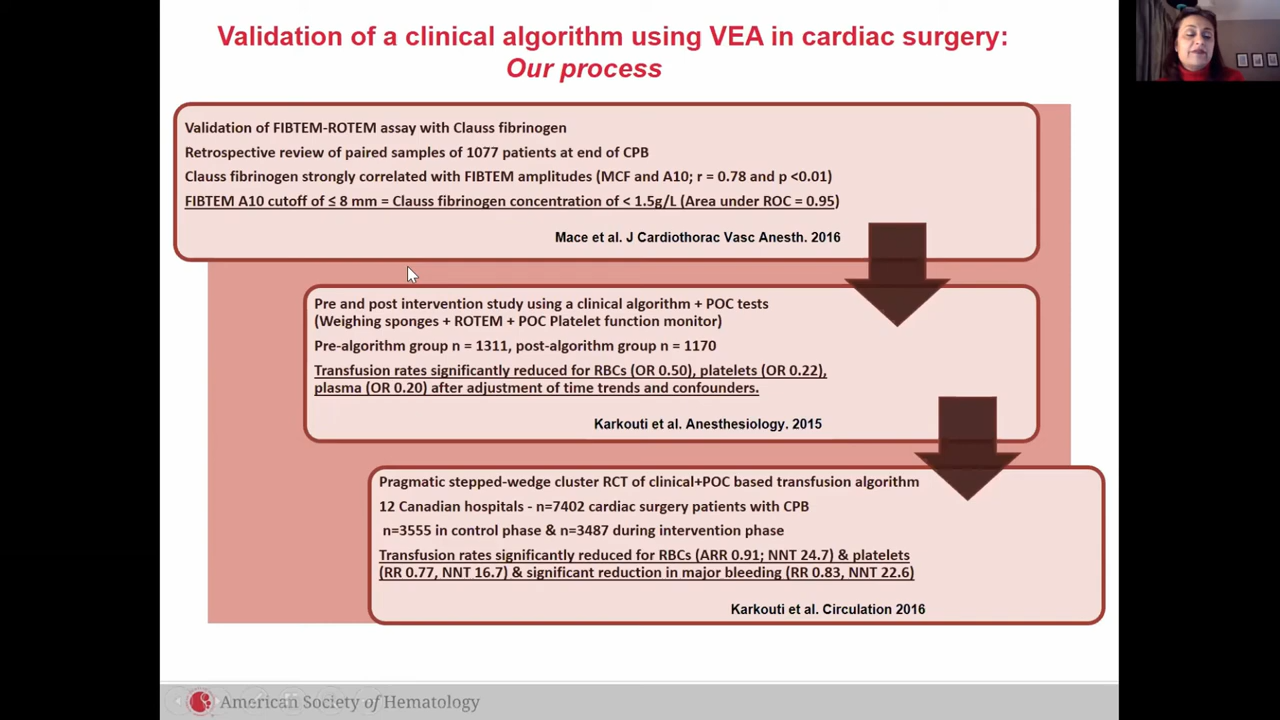 Validation of a clinical algorithm using VEA in cardiac surgery:
Our process
Validation of FIBTEM-ROTEM assay with Clauss fibrinogen
Retrospective review of paired samples of 1077 patients at end of CPB
Clauss fibrinogen strongly correlated with FIBTEM amplitudes (MCF and A10; r = 0.78 and p <0.01)
FIBTEM A10 cutoff of ≤ 8 mm = Clauss fibrinogen concentration of < 1.5g/L (Area under ROC = 0.95)
Mace et al. J Cardiothorac Vasc Anesth. 2016
Pre and post intervention study using a clinical algorithm + POC tests
(Weighing sponges + ROTEM + POC Platelet function monitor)
Pre-algorithm group n = 1311, post-algorithm group n = 1170
Transfusion rates significantly reduced for RBCs (OR 0.50), platelets (OR 0.22),
plasma (OR 0.20) after adjustment of time trends and confounders.
Karkouti et al. Anesthesiology. 2015
Pragmatic stepped-wedge cluster RCT of clinical+POC based transfusion algorithm
12 Canadian hospitals - n=7402 cardiac surgery patients with CPB
n=3555 in control phase & n=3487 during intervention phase
Transfusion rates significantly reduced for RBCs (ARR 0.91; NNT 24.7) & platelets
(RR 0.77, NNT 16.7) & significant reduction in major bleeding (RR 0.83, NNT 22.6)
Karkouti et al. Circulation 2016
American Society of Hematology